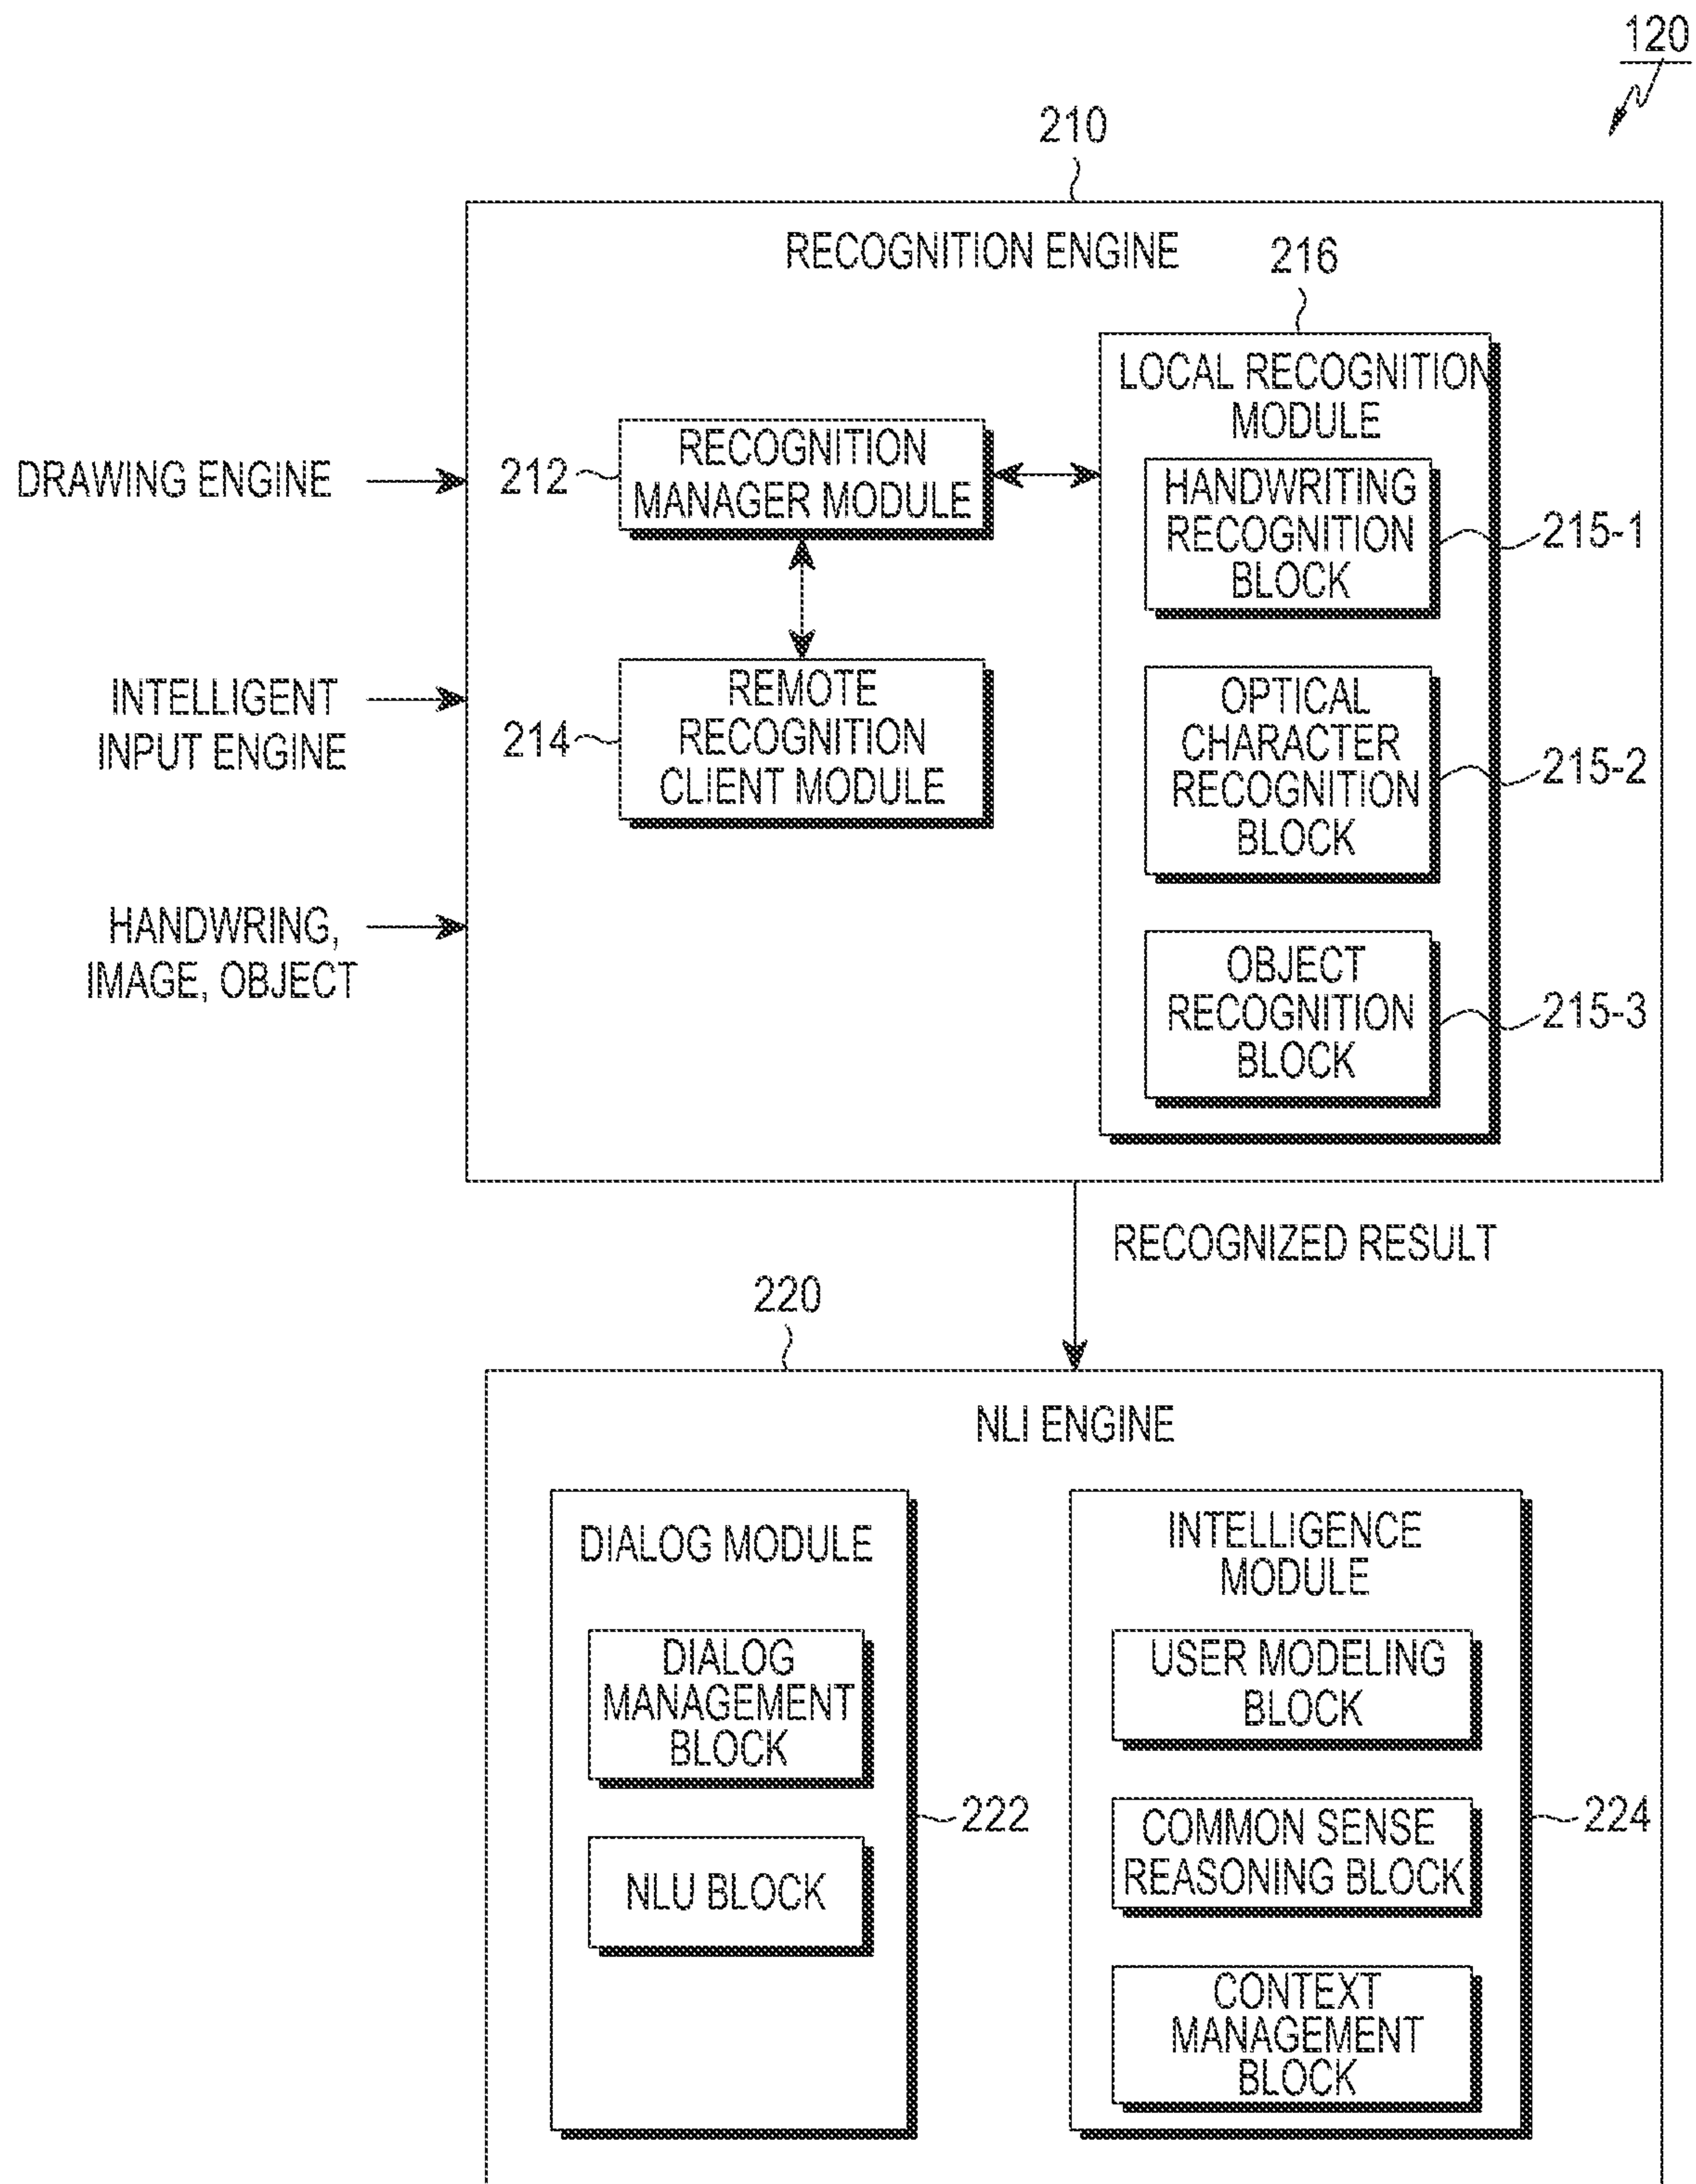 120
210
RECOGNITION ENGINE
216
LOCAL RECOGNITION
MODULE
212
RECOGNITION
MANAGER MODULE
HANDWRITING
RECOGNITION
BLOCK
215-1
DRAWING ENGINE
INTELLIGENT
INPUT ENGINE
214
REMOTE
RECOGNITION
CLIENT MODULE
OPTICAL
CHARACTER
RECOGNITION
BLOCK
215-2
HANDWRING,
IMAGE, OBJECT
OBJECT
RECOGNITION
BLOCK
215-3
RECOGNIZED RESULT
220
NLI ENGINE
DIALOG MODULE
DIALOG
MANAGEMENT
BLOCK
NLU BLOCK
222
INTELLIGENCE
MODULE
USER MODELING
BLOCK
COMMON SENSE
REASONING BLOCK
CONTEXT
MANAGEMENT
BLOCK
224